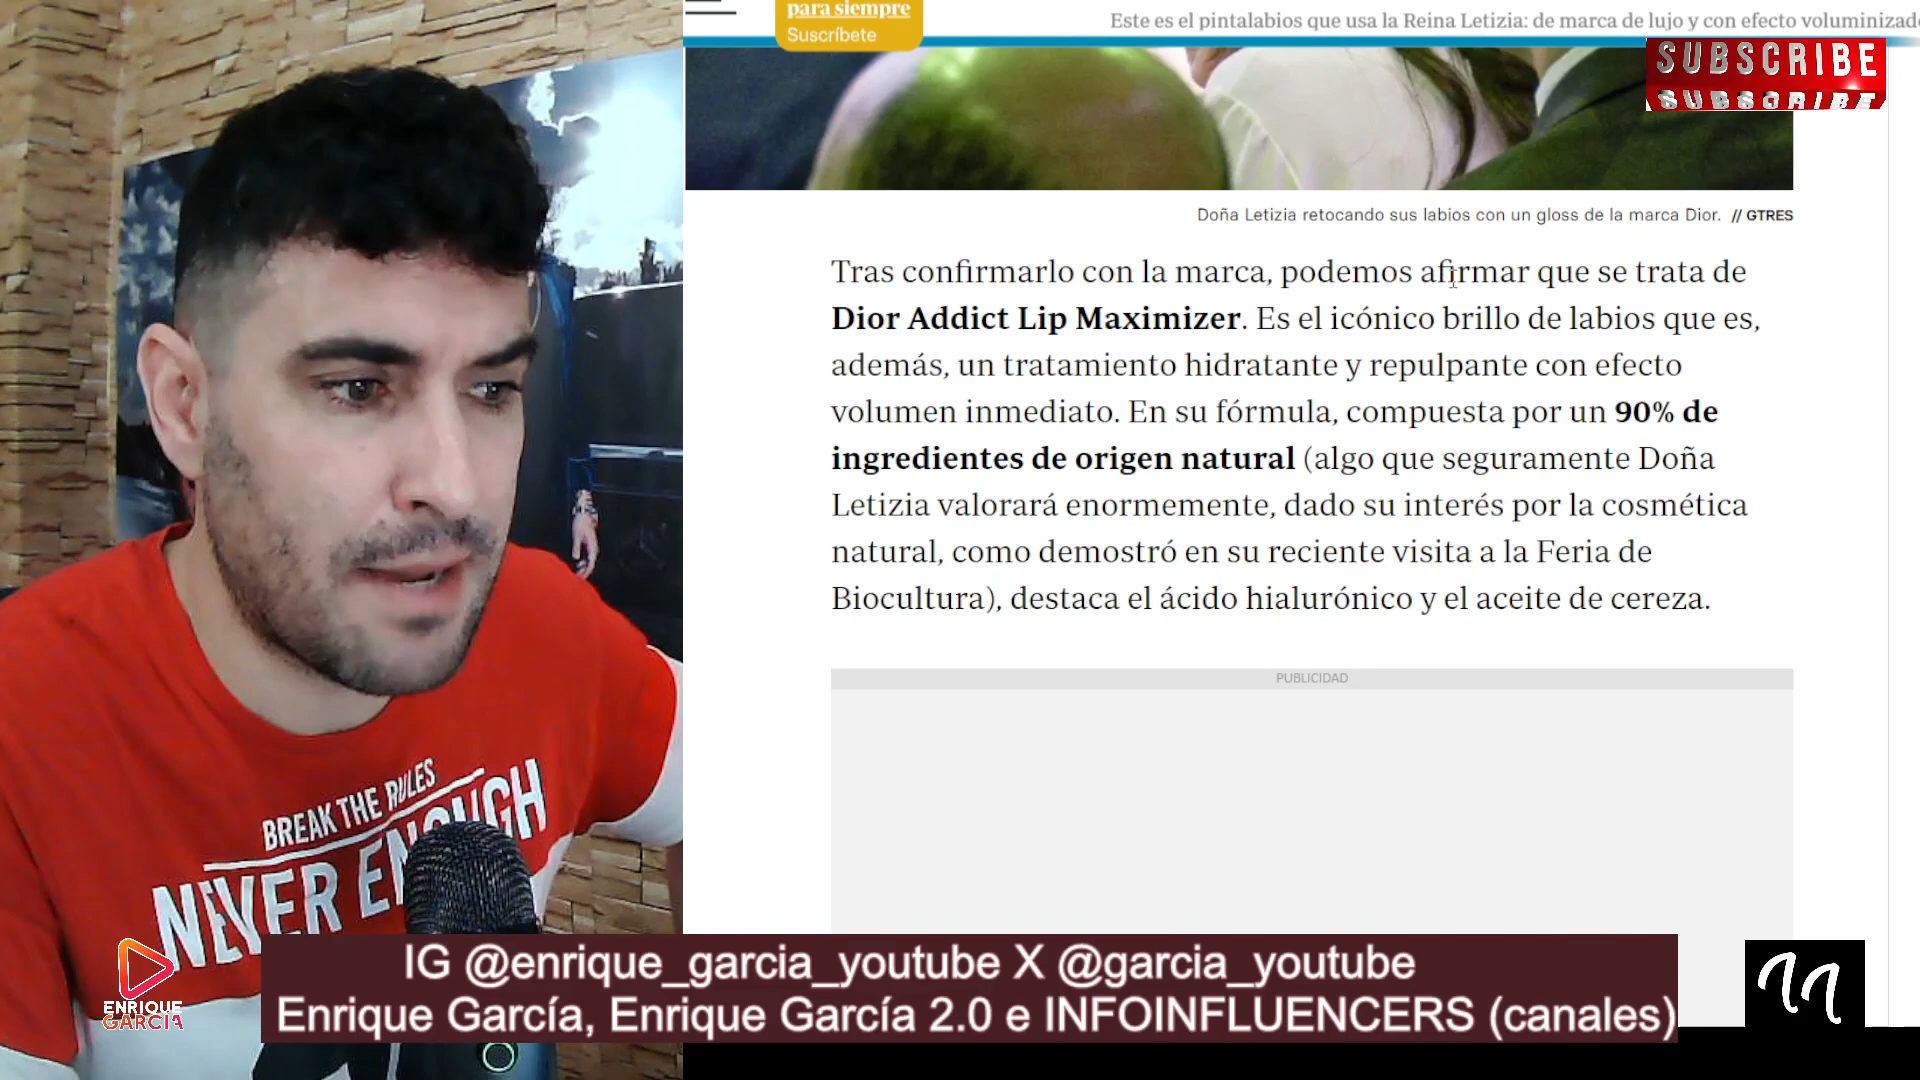 para siempre
Suscríbete
Este es el pintalabios que usa la Reina Letizia: de marca de lujo y con efecto
SUBSCRIBE
SUBSCRIBE
Doña Letizia retocando sus labios con un gloss de la marca Dior. // GTRES
Tras confirmarlo con la marca, podemos afirmar que se trata de
Dior Addict Lip Maximizer. Es el icónico brillo de labios que es,
además, un tratamiento hidratante y repulpante con efecto
volumen inmediato. En su fórmula, compuesta por un 90% de
ingredientes de origen natural (algo que seguramente Doña
Letizia valorará enormemente, dado su interés por la cosmética
natural, como demostró en su reciente visita a la Feria de
Biocultura), destaca el ácido hialurónico y el aceite de cereza.
PUBLICIDAD
BREAK THE RULES
NEVER ENOUGH
ENRIQUE
GARCIA
IG @enrique_garcia_youtube X @garcia_youtube
Enrique García, Enrique García 2.0 e INFOINFLUENCERS (canales)